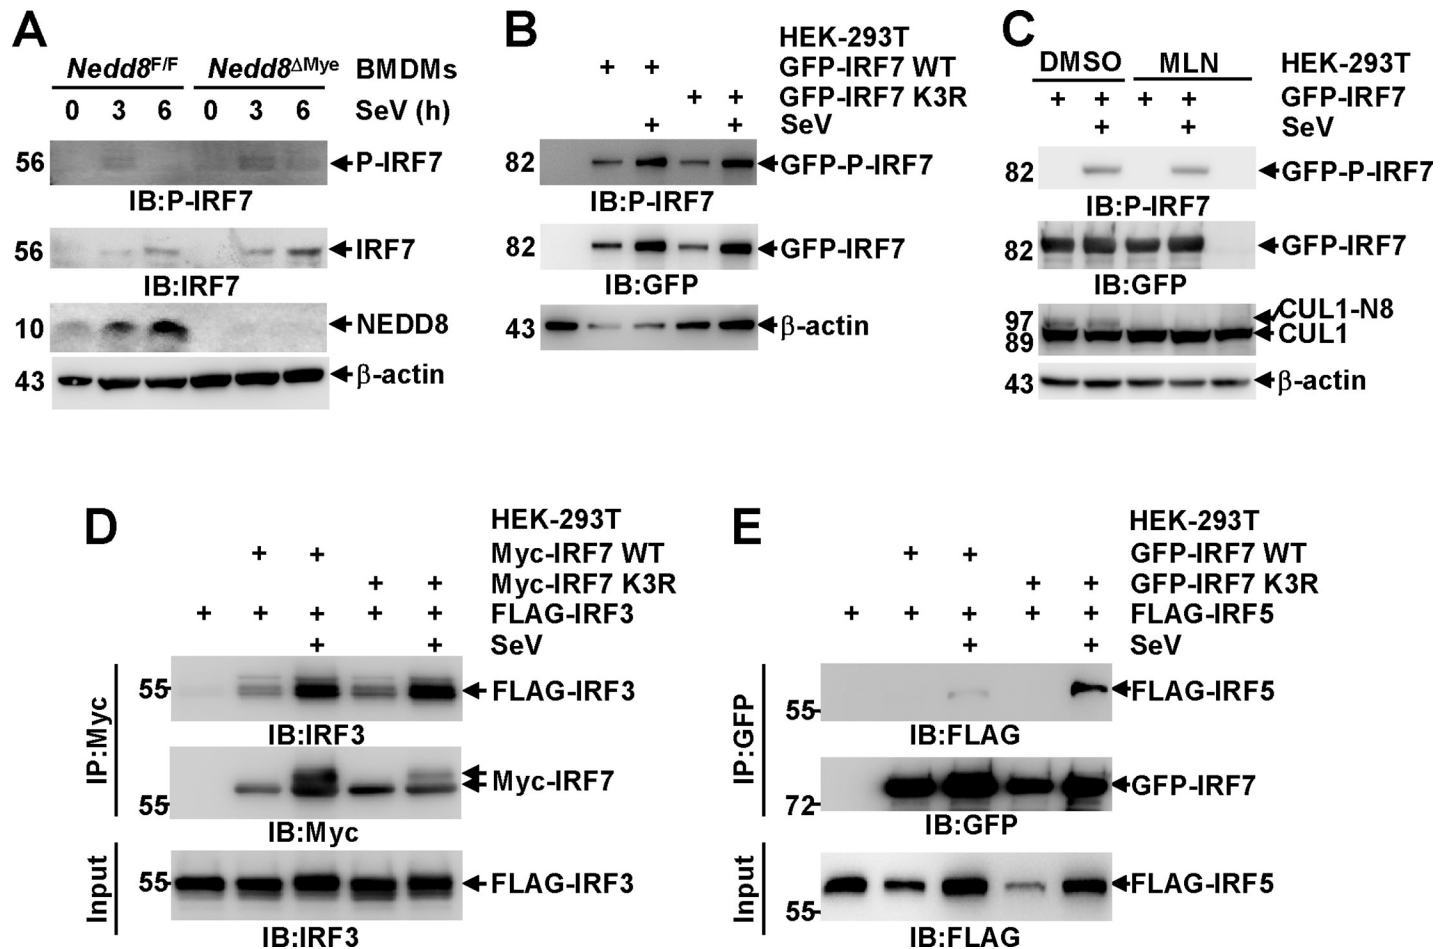 A
Nedd8F/F Nedd8ΔMye BMDMs
0 3 6 0 3 6 SeV (h)
56 P-IRF7
IB:P-IRF7
56 IRF7
IB:IRF7
10 NEDD8
43 β-actin
B
HEK-293T
+ + GFP-IRF7 WT
+ + GFP-IRF7 K3R
+ + SeV
82 GFP-P-IRF7
IB:P-IRF7
82 GFP-IRF7
IB:GFP
43 β-actin
C
DMSO MLN HEK-293T
+ + + + GFP-IRF7
+ + SeV
82 GFP-P-IRF7
IB:P-IRF7
82 GFP-IRF7
IB:GFP
97 CUL1-N8
89 CUL1
43 β-actin
D
HEK-293T
+ + Myc-IRF7 WT
+ + Myc-IRF7 K3R
+ + + + + FLAG-IRF3
+ + SeV
IP:Myc
55 FLAG-IRF3
IB:IRF3
55 Myc-IRF7
IB:Myc
Input
55 FLAG-IRF3
IB:IRF3
E
HEK-293T
+ + GFP-IRF7 WT
+ + GFP-IRF7 K3R
+ + + + + FLAG-IRF5
+ + SeV
IP:GFP
55 FLAG-IRF5
IB:FLAG
72 GFP-IRF7
IB:GFP
Input
55 FLAG-IRF5
IB:FLAG